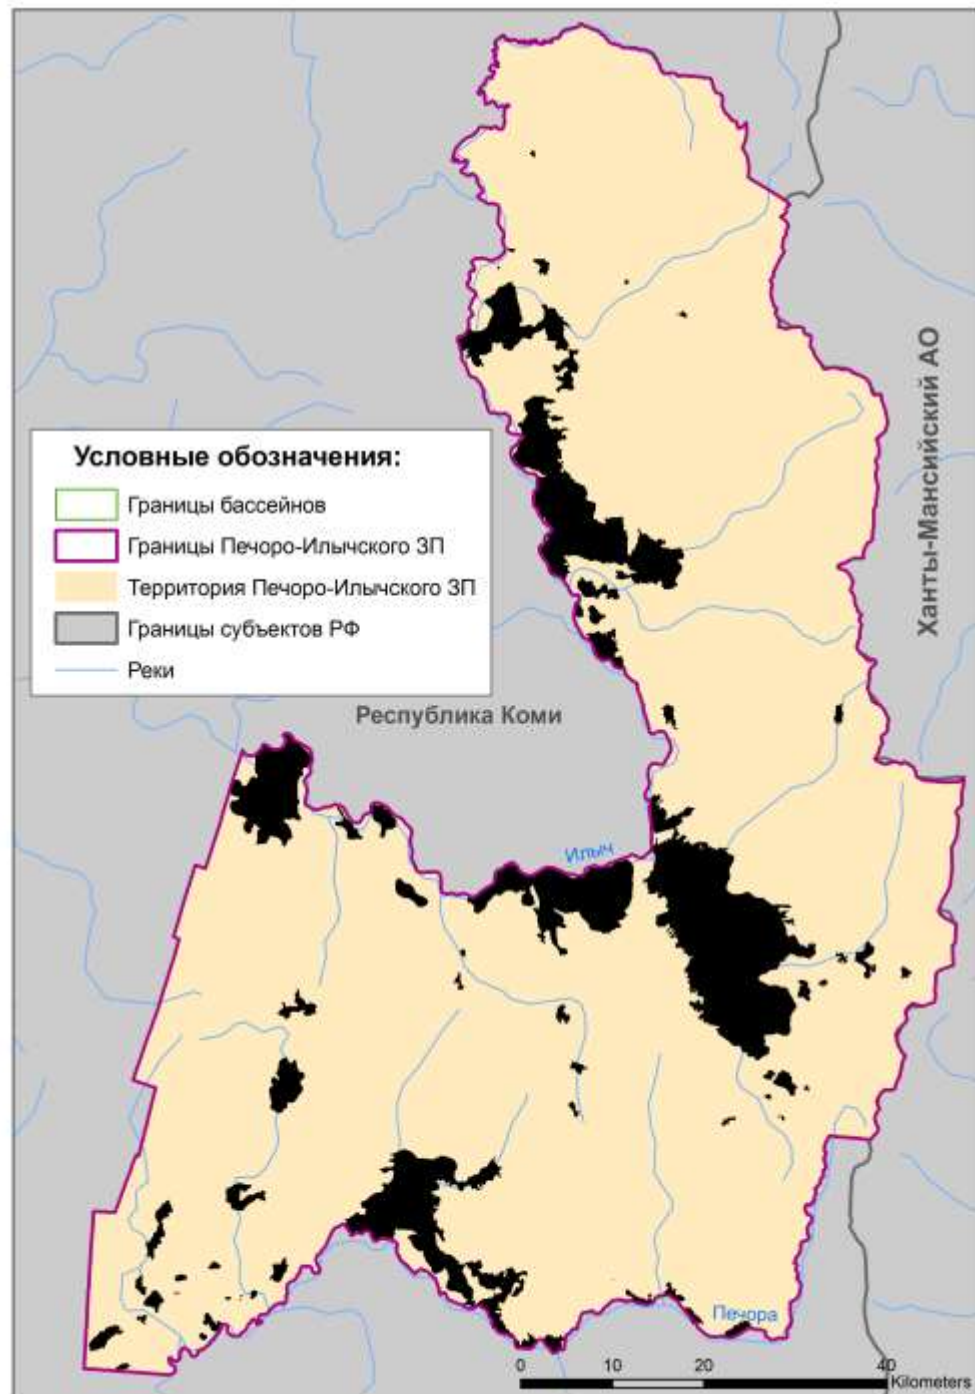 Ханты-Мансийский АО
Условные обозначения:
Границы бассейнов
Границы Печоро-Илычского ЗП
Территория Печоро-Илычского ЗП
Границы субъектов РФ
Реки
Республика Коми
Илыч
Печора
0 10 20 40
Kilometers